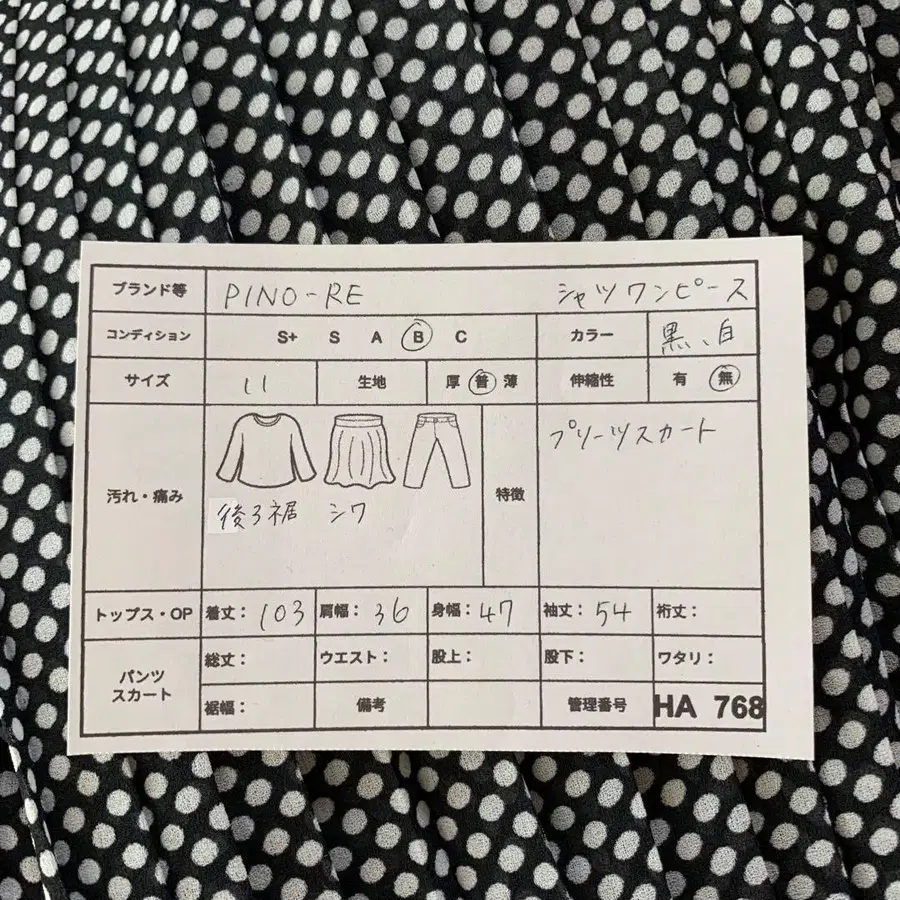 ブランド等 PINO-RE シャツワンピース
コンディション S+ S A B C カラー 黒、白
サイズ 11 生地 厚 普 薄 伸縮性 有 無
汚れ・痛み 後ろ裾 シワ 特徴 プリーツスカート
トップス・OP 着丈: 103 肩幅: 36 身幅: 47 袖丈: 54 裄丈:
パンツ スカート 総丈: ウエスト: 股上: 股下: ワタリ:
裾幅: 備考 管理番号 HA 768